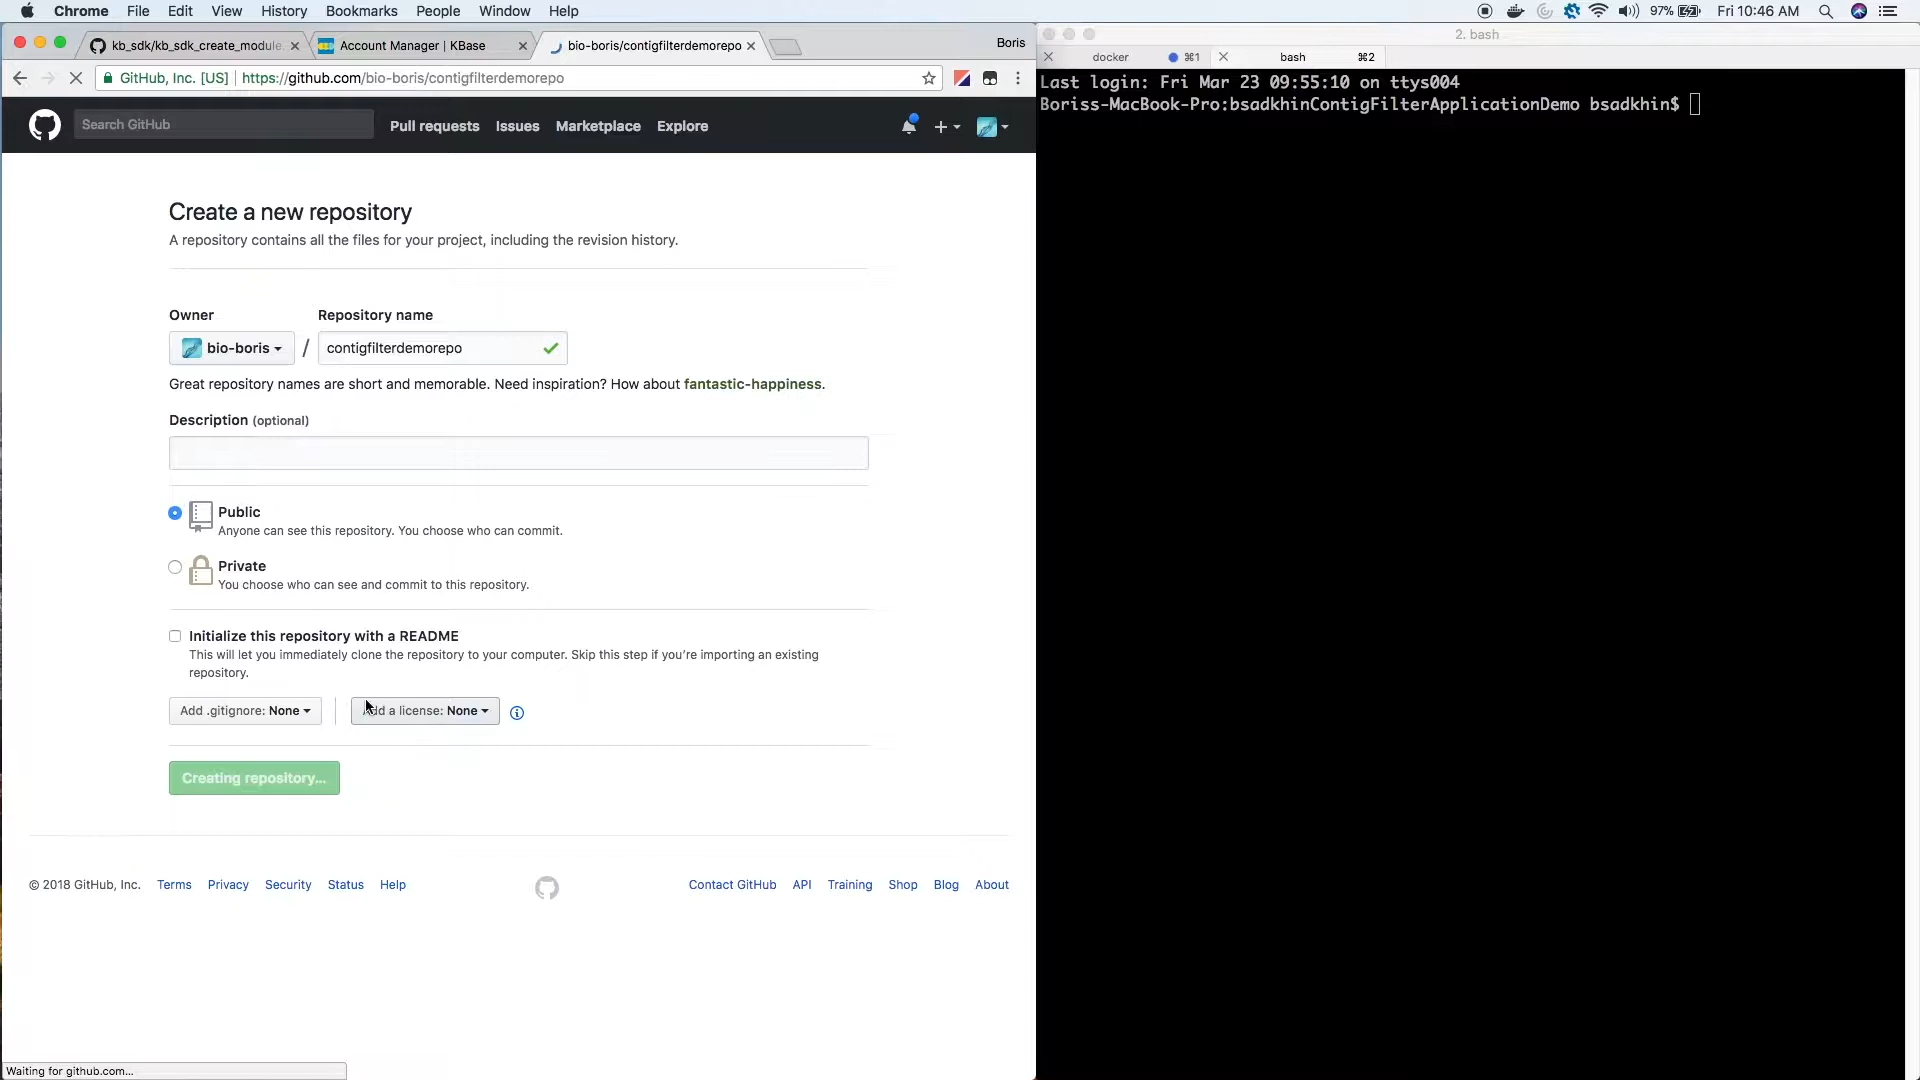 Chrome File Edit View History Bookmarks People Window Help 97% Fri 10:46 AM
kb_sdk/kb_sdk_create_module. Account Manager | KBase bio-boris/contigfilterdemorepo Boris
GitHub, Inc. [US] https://github.com/bio-boris/contigfilterdemorepo
Search GitHub Pull requests Issues Marketplace Explore
Create a new repository
A repository contains all the files for your project, including the revision history.
Owner Repository name
bio-boris / contigfilterdemorepo
Great repository names are short and memorable. Need inspiration? How about fantastic-happiness.
Description (optional)
Public
Anyone can see this repository. You choose who can commit.
Private
You choose who can see and commit to this repository.
Initialize this repository with a README
This will let you immediately clone the repository to your computer. Skip this step if you're importing an existing
repository.
Add .gitignore: None Add a license: None
Creating repository...
© 2018 GitHub, Inc. Terms Privacy Security Status Help Contact GitHub API Training Shop Blog About
Waiting for github.com...
2. bash
docker ⌘1 bash ⌘2
Last login: Fri Mar 23 09:55:10 on ttys004
Boriss-MacBook-Pro:bsadkhinContigFilterApplicationDemo bsadkhin$